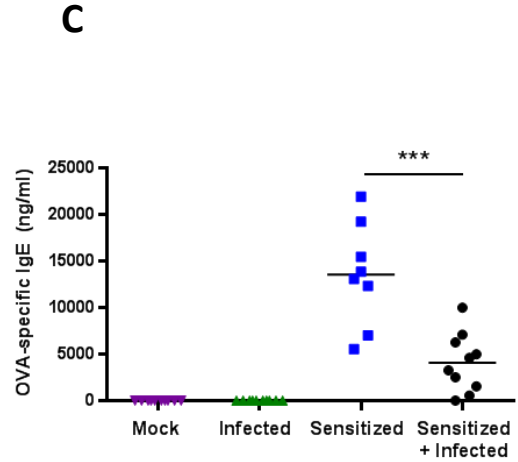 C
***
OVA-specific IgE (ng/ml)
25000
20000
15000
10000
5000
0
Mock
Infected
Sensitized
Sensitized
+ Infected